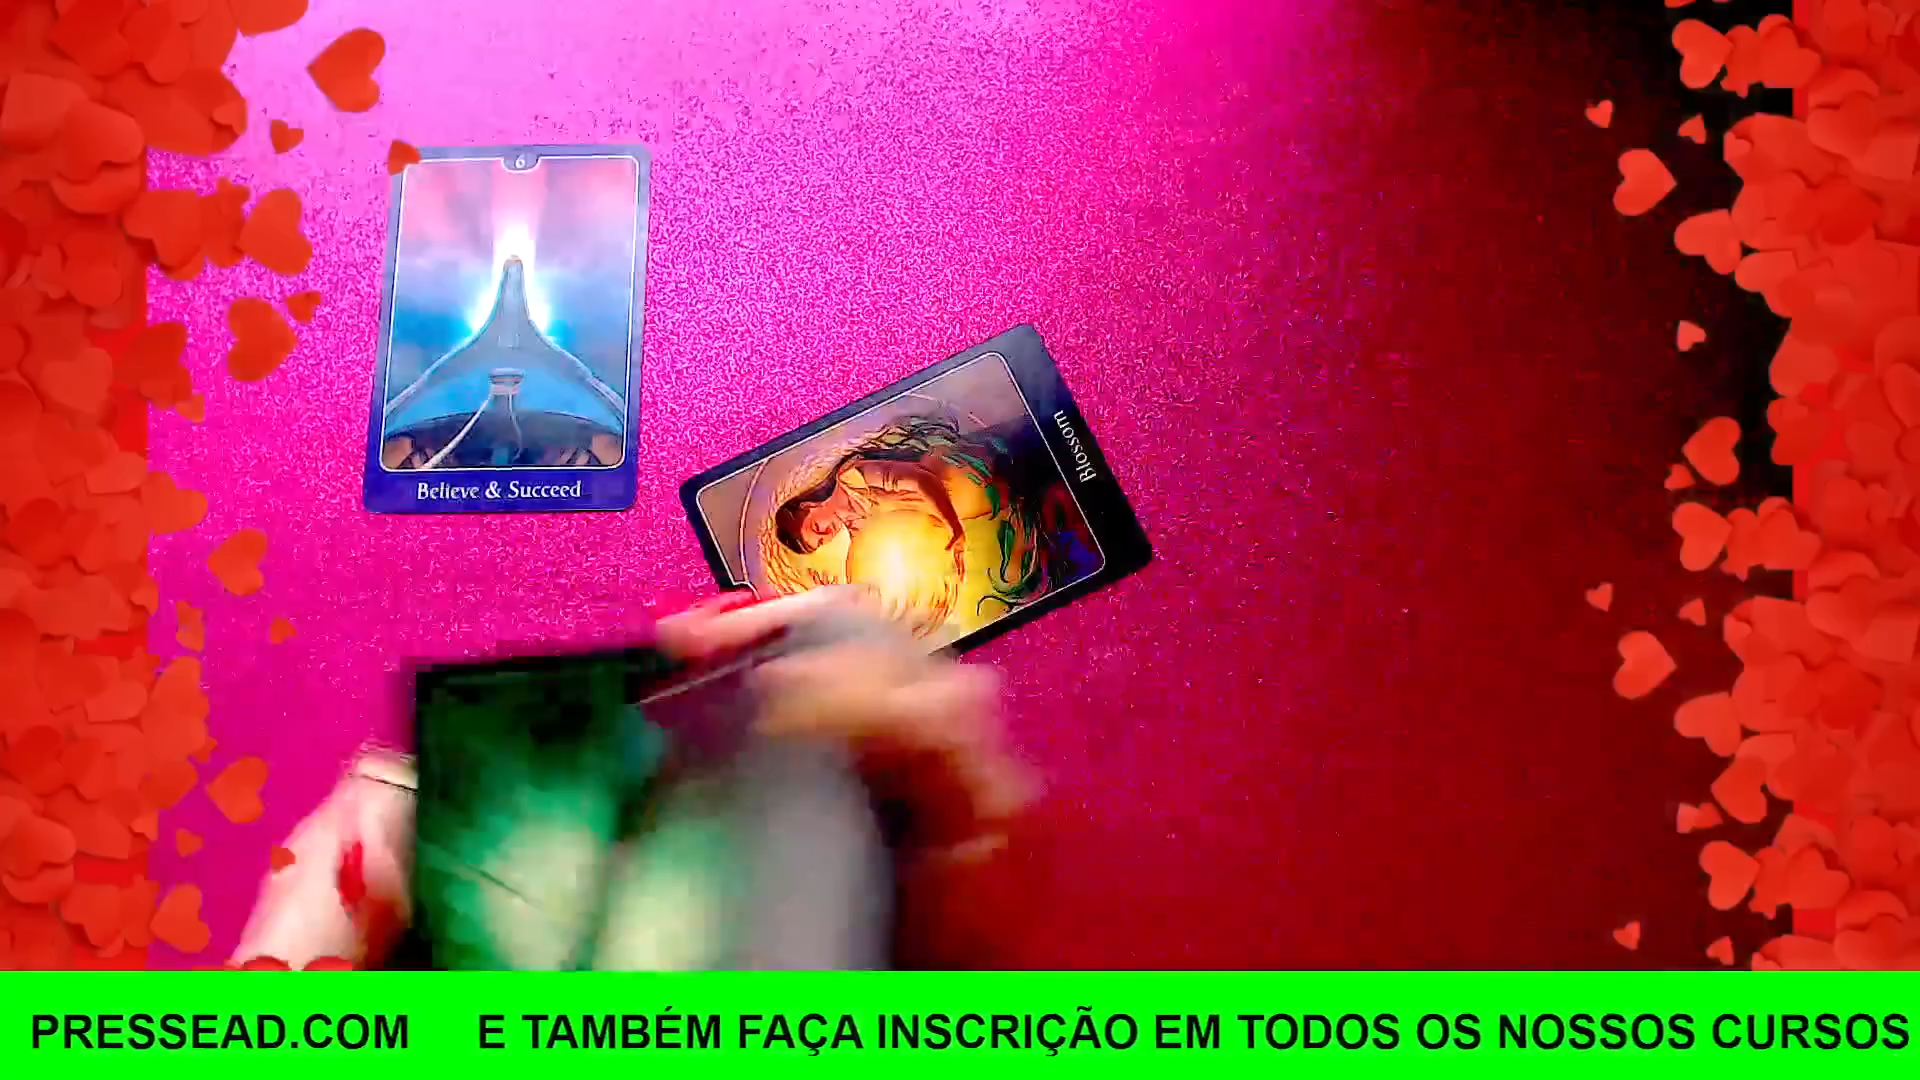 6
Believe & Succeed
Blossom
PRESSEAD.COM E TAMBÉM FAÇA INSCRIÇÃO EM TODOS OS NOSSOS CURSOS